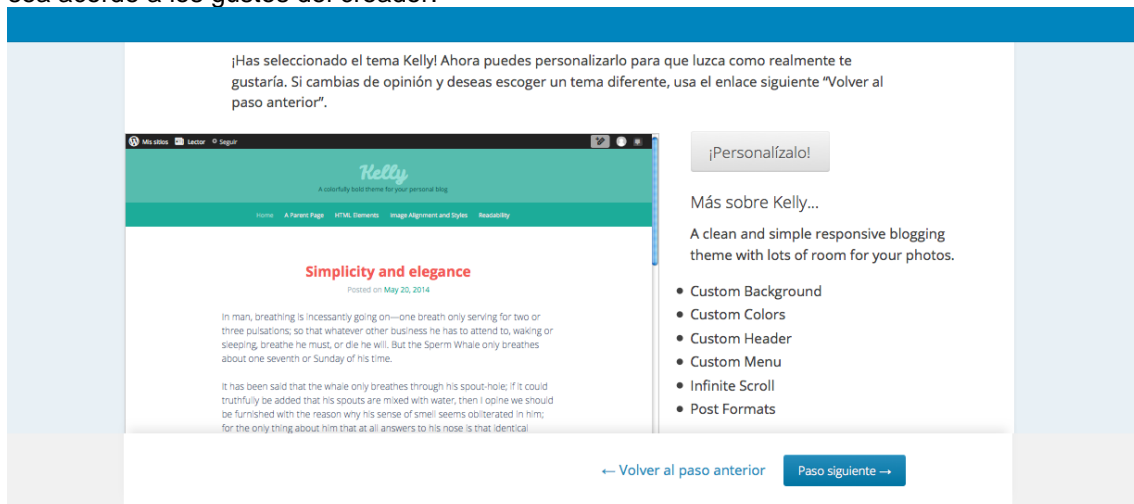 sea acorde a los gustos del creador.
¡Has seleccionado el tema Kelly! Ahora puedes personalizarlo para que luzca como realmente te
gustaría. Si cambias de opinión y deseas escoger un tema diferente, usa el enlace siguiente “Volver al
paso anterior”.
Mis sitios Lector Seguir
Kelly
A colorfully bold theme for your personal blog
Home A Parent Page HTML Elements Image Alignment and Styles Readability
Simplicity and elegance
Posted on May 20, 2014
In man, breathing is incessantly going on—one breath only serving for two or
three pulsations; so that whatever other business he has to attend to, waking or
sleeping, breathe he must, or die he will. But the Sperm Whale only breathes
about one seventh or Sunday of his time.
It has been said that the whale only breathes through his spout-hole; if it could
truthfully be added that his spouts are mixed with water, then I opine we should
be furnished with the reason why his sense of smell seems obliterated in him;
for the only thing about him that at all answers to his nose is that identical
¡Personalízalo!
Más sobre Kelly...
A clean and simple responsive blogging
theme with lots of room for your photos.
• Custom Background
• Custom Colors
• Custom Header
• Custom Menu
• Infinite Scroll
• Post Formats
← Volver al paso anterior
Paso siguiente →